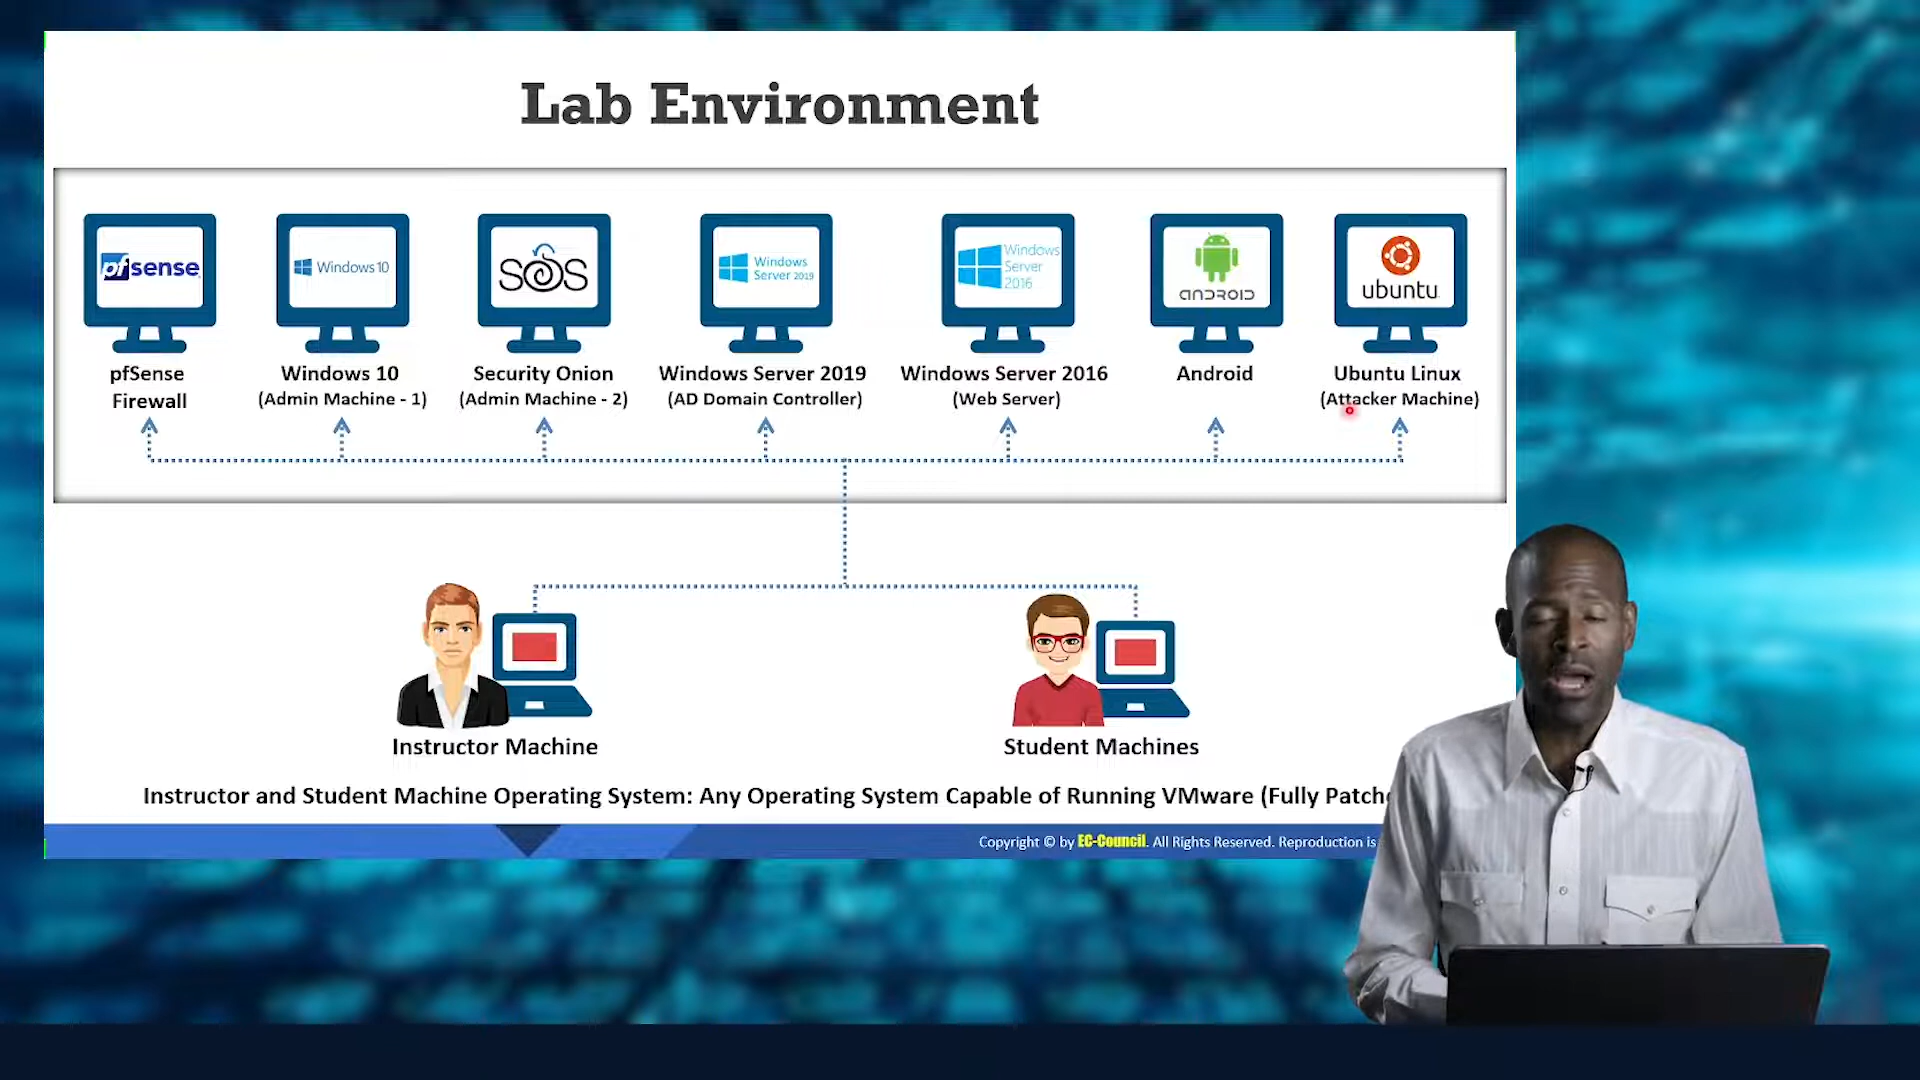 Lab Environment
pfsense
Windows 10
SOS
Windows
Server 2019
Windows
Server
2016
ANDROID
ubuntu
pfSense
Firewall
Windows 10
(Admin Machine - 1)
Security Onion
(Admin Machine - 2)
Windows Server 2019
(AD Domain Controller)
Windows Server 2016
(Web Server)
Android
Ubuntu Linux
(Attacker Machine)
Instructor Machine
Student Machines
Instructor and Student Machine Operating System: Any Operating System Capable of Running VMware (Fully
Copyright © by EC-Council. All Rights Reserved. Reproduction is